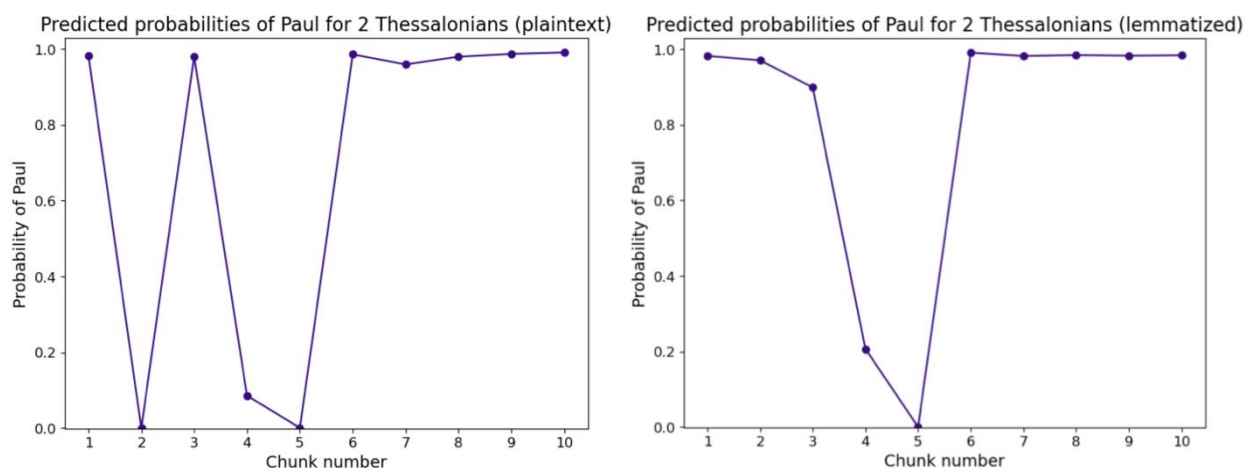 Predicted probabilities of Paul for 2 Thessalonians (plaintext)
1.0
0.8
0.6
0.4
0.2
0.0
Probability of Paul
1 2 3 4 5 6 7 8 9 10
Chunk number
Predicted probabilities of Paul for 2 Thessalonians (lemmatized)
1.0
0.8
0.6
0.4
0.2
0.0
Probability of Paul
1 2 3 4 5 6 7 8 9 10
Chunk number